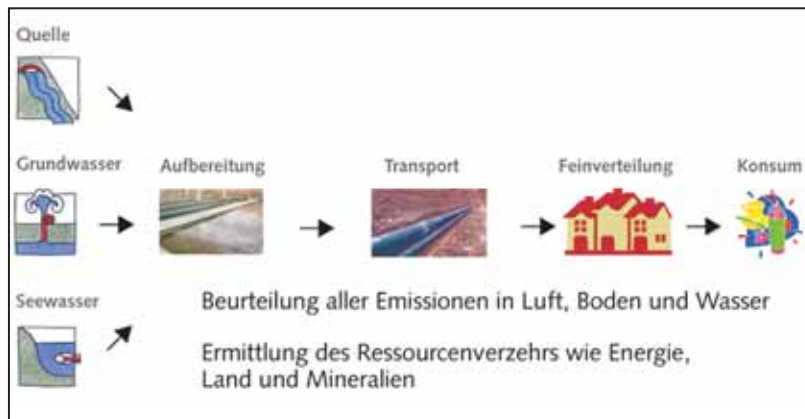 Quelle
Grundwasser
Aufbereitung
Transport
Feinverteilung
Konsum
Seewasser
Beurteilung aller Emissionen in Luft, Boden und Wasser
Ermittlung des Ressourcenverzehrs wie Energie,
Land und Mineralien